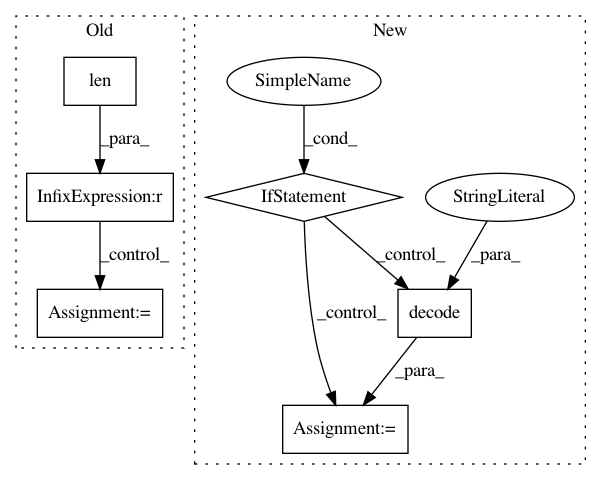 Old
New
len
SimpleName
_para_
_cond_
InfixExpression:r
IfStatement
StringLiteral
_control_
_control_
_para_
Assignment:=
_control_
decode
_para_
Assignment:=